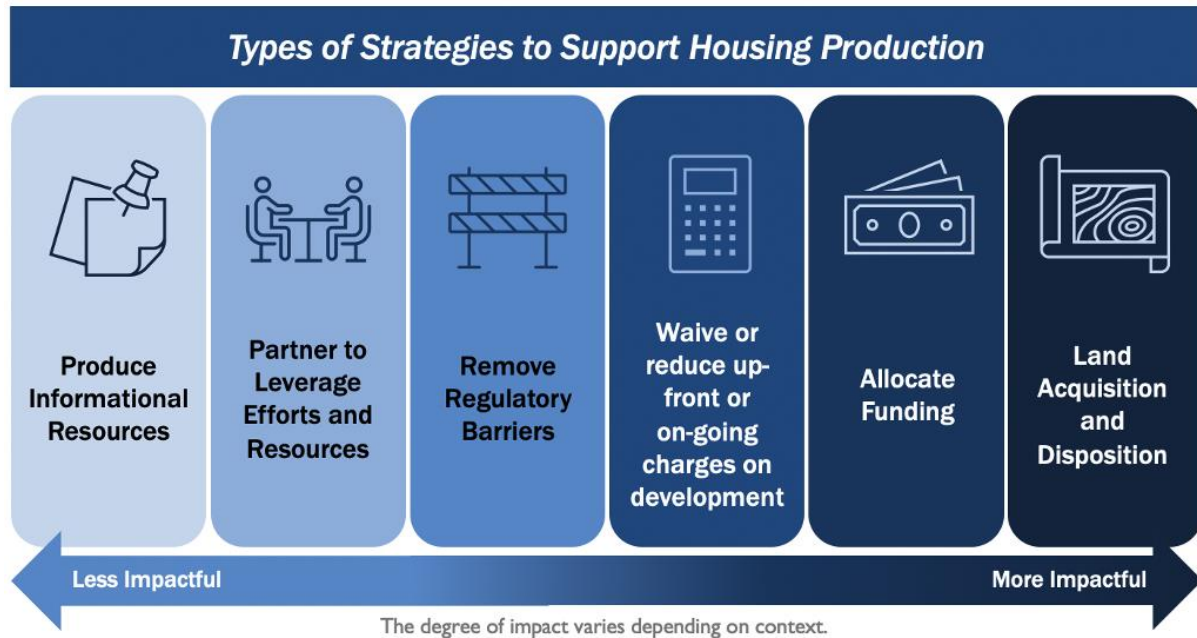 Types of Strategies to Support Housing Production
Produce
Informational
Resources
Partner to
Leverage
Efforts and
Resources
Remove
Regulatory
Barriers
Waive or
reduce up-
front or
on-going
charges on
development
Allocate
Funding
Land
Acquisition
and
Disposition
Less Impactful
More Impactful
The degree of impact varies depending on context.